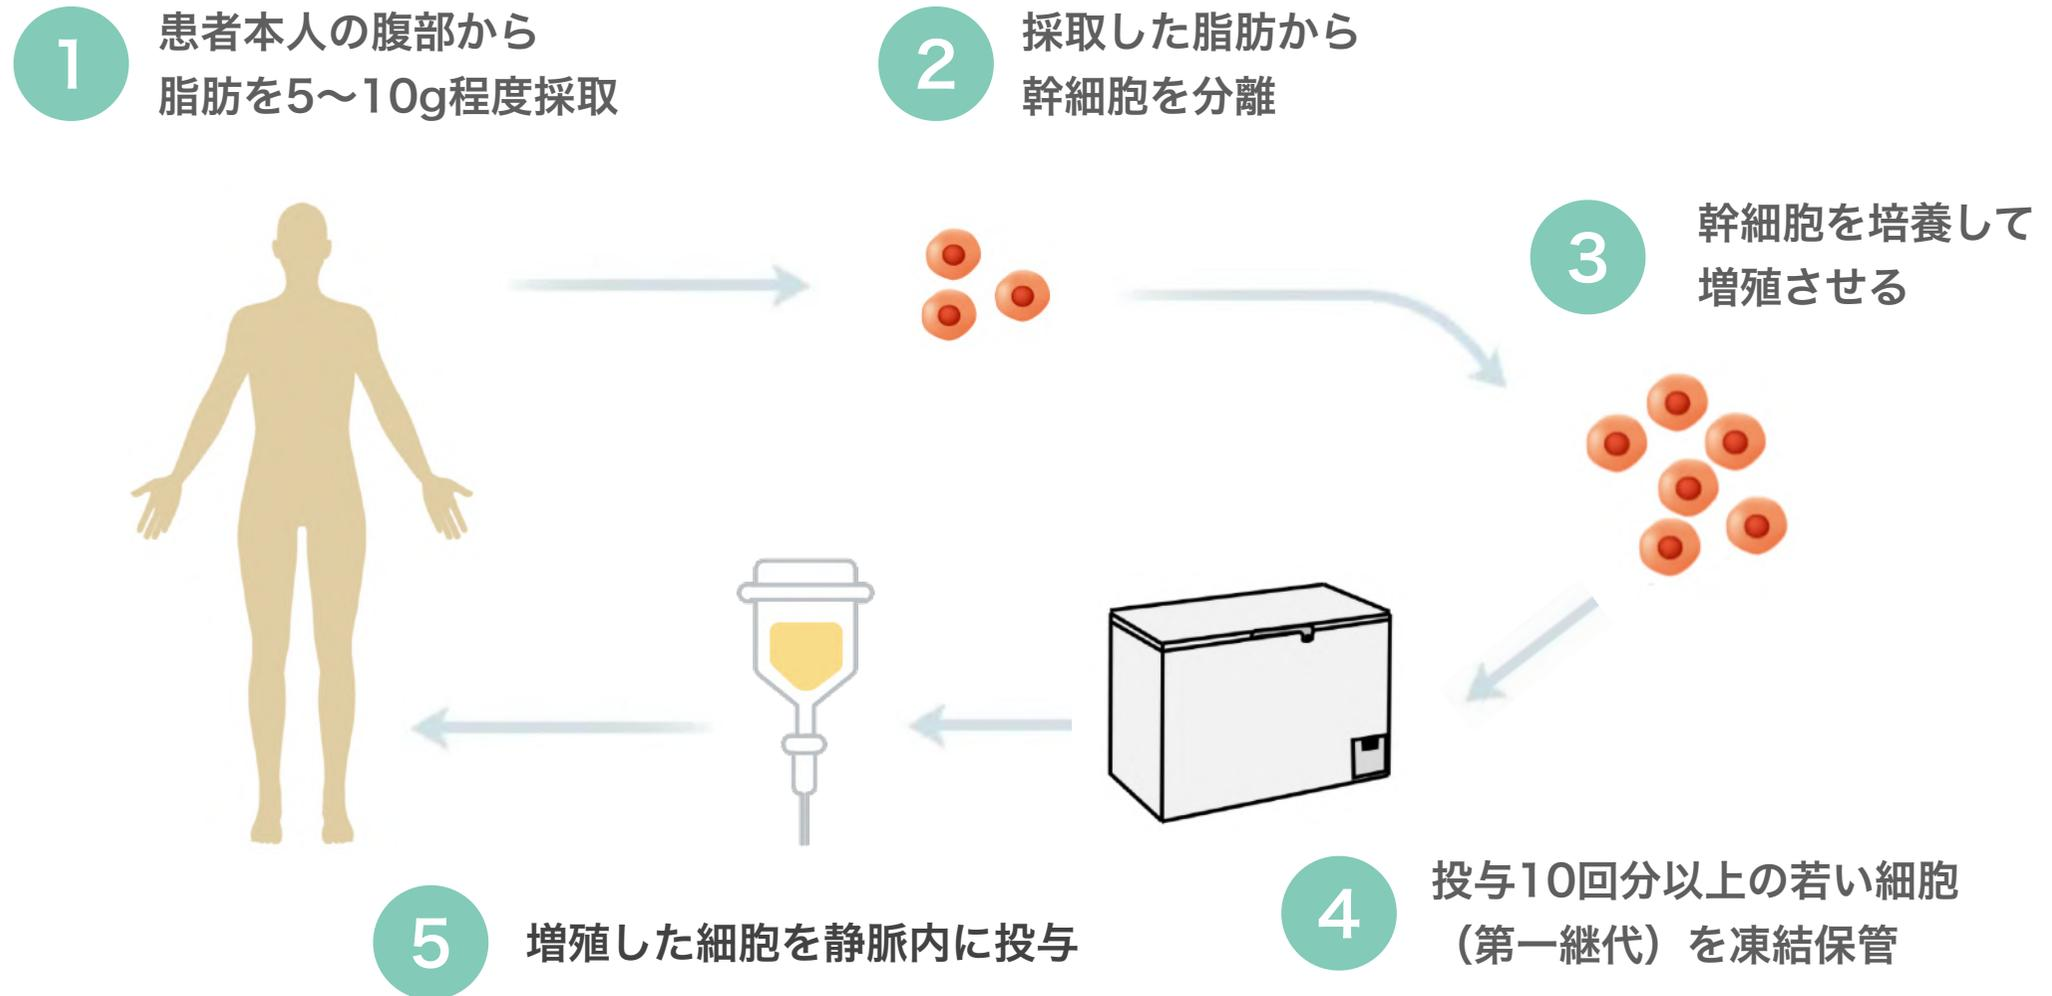 1
患者本人の腹部から
脂肪を5〜10g程度採取
2
採取した脂肪から
幹細胞を分離
3
幹細胞を培養して
増殖させる
4
投与10回分以上の若い細胞
（第一継代）を凍結保管
5
増殖した細胞を静脈内に投与